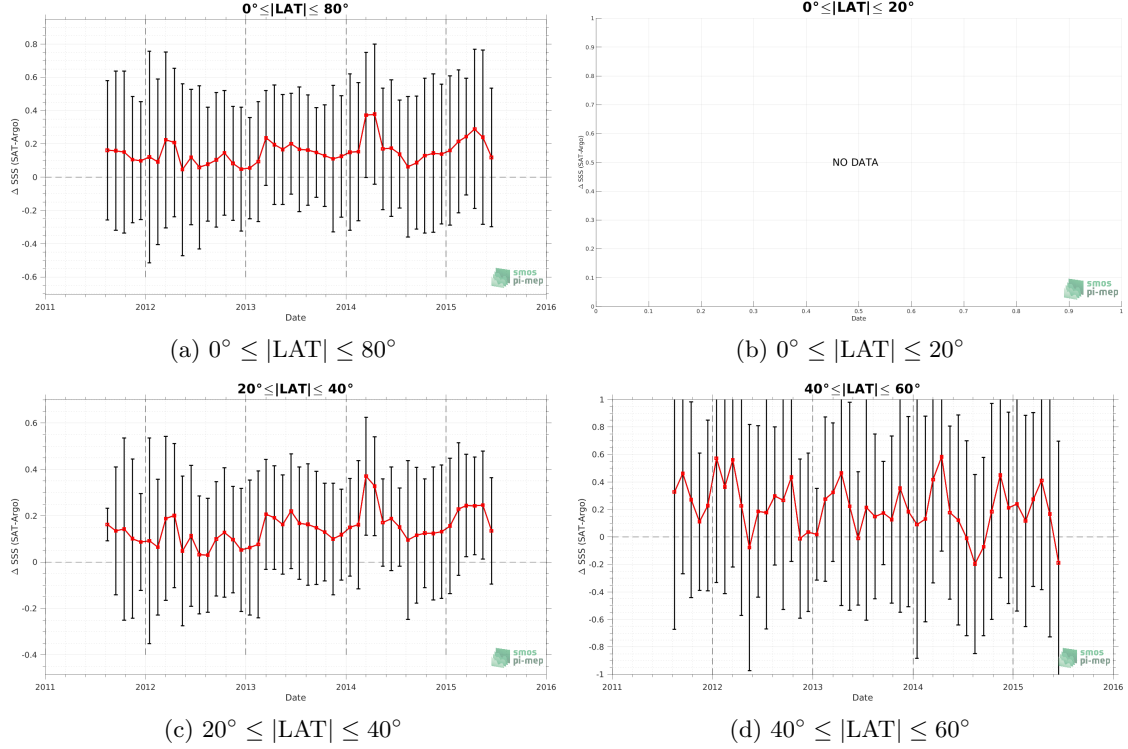 0°≤|LAT|≤ 80°
0.8
0.6
0.4
0.2
0
-0.2
-0.4
-0.6
Δ SSS (SAT-Argo)
2011 2012 2013 2014 2015 2016
Date
smos
pi-mep
(a) 0° ≤ |LAT| ≤ 80°
0°≤|LAT|≤ 20°
1
0.9
0.8
0.7
0.6
0.5
0.4
0.3
0.2
0.1
0
Δ SSS (SAT-Argo)
NO DATA
0 0.1 0.2 0.3 0.4 0.5 0.6 0.7 0.8 0.9 1
Date
smos
pi-mep
(b) 0° ≤ |LAT| ≤ 20°
20°≤|LAT|≤ 40°
0.6
0.4
0.2
0
-0.2
-0.4
Δ SSS (SAT-Argo)
2011 2012 2013 2014 2015 2016
Date
smos
pi-mep
(c) 20° ≤ |LAT| ≤ 40°
40°≤|LAT|≤ 60°
1
0.8
0.6
0.4
0.2
0
-0.2
-0.4
-0.6
-0.8
-1
Δ SSS (SAT-Argo)
2011 2012 2013 2014 2015 2016
Date
smos
pi-mep
(d) 40° ≤ |LAT| ≤ 60°